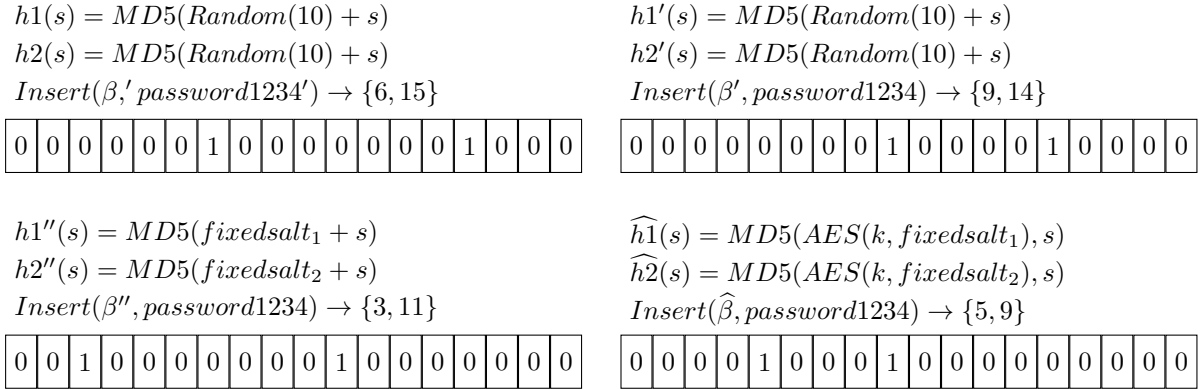 h1(s) = MD5(Random(10) + s)
h2(s) = MD5(Random(10) + s)
Insert(β,′ password1234′) → {6, 15}
0 0 0 0 0 0 1 0 0 0 0 0 0 0 1 0 0 0
h1′(s) = MD5(Random(10) + s)
h2′(s) = MD5(Random(10) + s)
Insert(β′, password1234) → {9, 14}
0 0 0 0 0 0 0 0 1 0 0 0 0 1 0 0 0 0
h1′′(s) = MD5(fixedsalt₁ + s)
h2′′(s) = MD5(fixedsalt₂ + s)
Insert(β′′, password1234) → {3, 11}
0 0 1 0 0 0 0 0 0 0 1 0 0 0 0 0 0 0
ĥ1(s) = MD5(AES(k, fixedsalt₁), s)
ĥ2(s) = MD5(AES(k, fixedsalt₂), s)
Insert(β̂, password1234) → {5, 9}
0 0 0 0 1 0 0 0 1 0 0 0 0 0 0 0 0 0